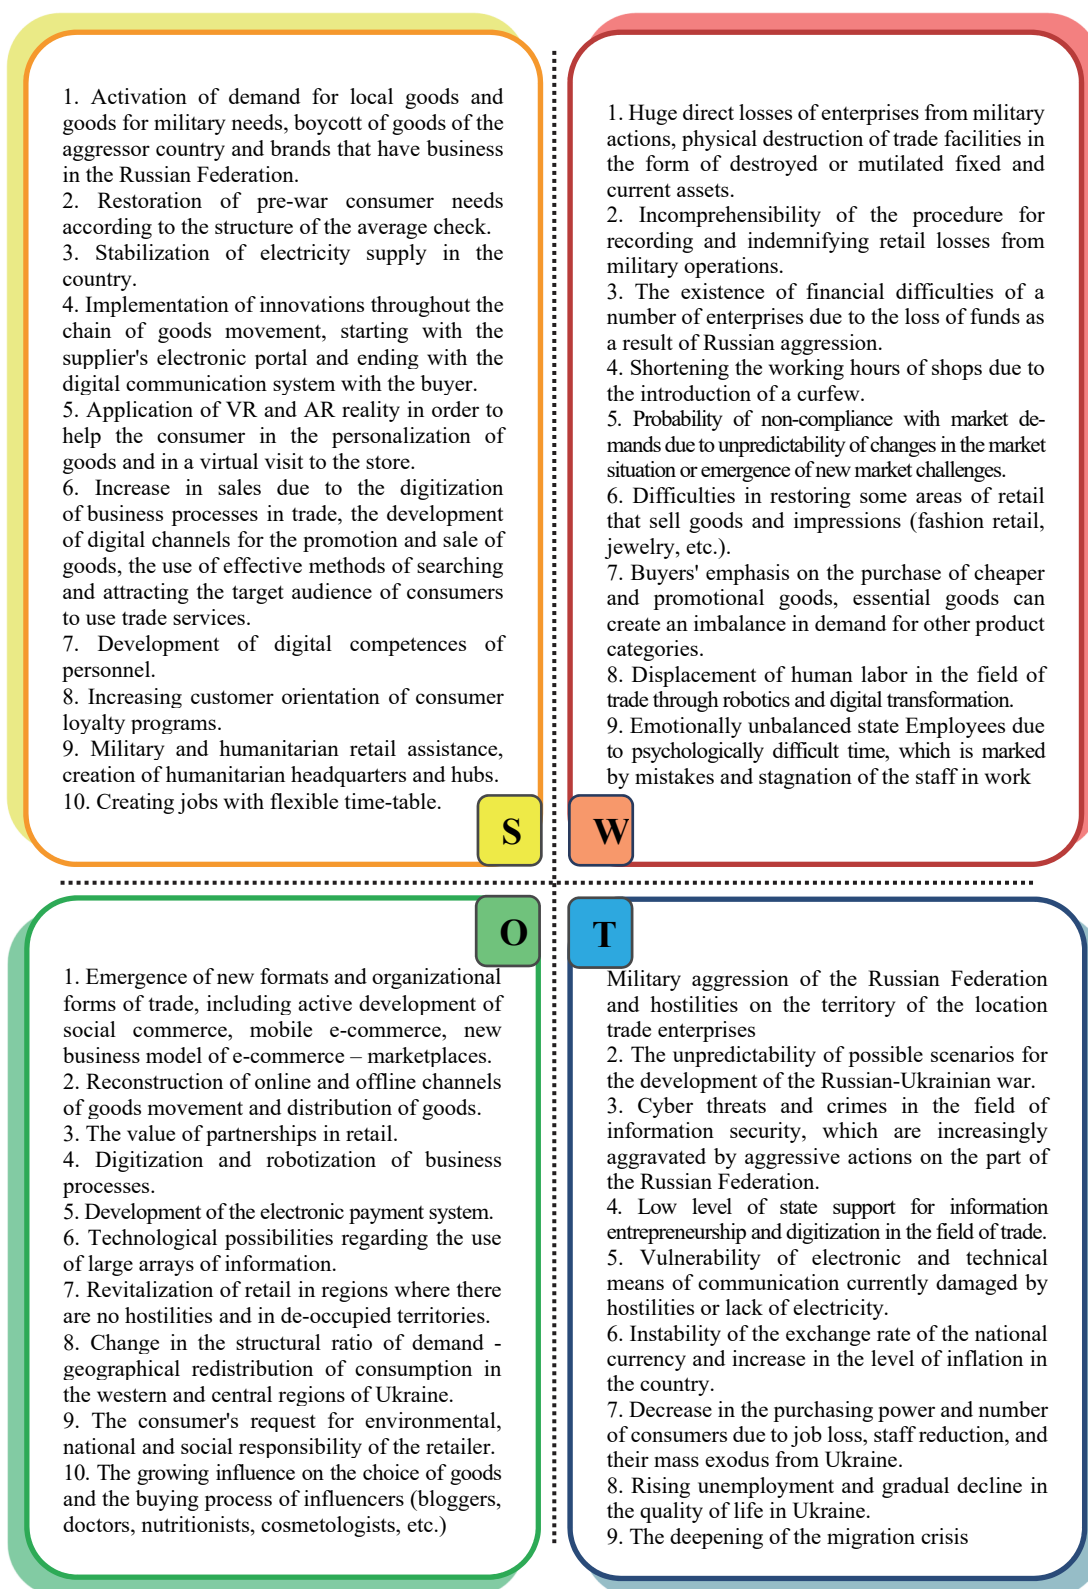 1. Activation of demand for local goods and
goods for military needs, boycott of goods of the
aggressor country and brands that have business
in the Russian Federation.
2. Restoration of pre-war consumer needs
according to the structure of the average check.
3. Stabilization of electricity supply in the
country.
4. Implementation of innovations throughout the
chain of goods movement, starting with the
supplier's electronic portal and ending with the
digital communication system with the buyer.
5. Application of VR and AR reality in order to
help the consumer in the personalization of
goods and in a virtual visit to the store.
6. Increase in sales due to the digitization
of business processes in trade, the development
of digital channels for the promotion and sale of
goods, the use of effective methods of searching
and attracting the target audience of consumers
to use trade services.
7. Development of digital competences of
personnel.
8. Increasing customer orientation of consumer
loyalty programs.
9. Military and humanitarian retail assistance,
creation of humanitarian headquarters and hubs.
10. Creating jobs with flexible time-table.
S
1. Huge direct losses of enterprises from military
actions, physical destruction of trade facilities in
the form of destroyed or mutilated fixed and
current assets.
2. Incomprehensibility of the procedure for
recording and indemnifying retail losses from
military operations.
3. The existence of financial difficulties of a
number of enterprises due to the loss of funds as
a result of Russian aggression.
4. Shortening the working hours of shops due to
the introduction of a curfew.
5. Probability of non-compliance with market de-
mands due to unpredictability of changes in the market
situation or emergence of new market challenges.
6. Difficulties in restoring some areas of retail
that sell goods and impressions (fashion retail,
jewelry, etc.).
7. Buyers' emphasis on the purchase of cheaper
and promotional goods, essential goods can
create an imbalance in demand for other product
categories.
8. Displacement of human labor in the field of
trade through robotics and digital transformation.
9. Emotionally unbalanced state Employees due
to psychologically difficult time, which is marked
by mistakes and stagnation of the staff in work
W
O
1. Emergence of new formats and organizational
forms of trade, including active development of
social commerce, mobile e-commerce, new
business model of e-commerce – marketplaces.
2. Reconstruction of online and offline channels
of goods movement and distribution of goods.
3. The value of partnerships in retail.
4. Digitization and robotization of business
processes.
5. Development of the electronic payment system.
6. Technological possibilities regarding the use
of large arrays of information.
7. Revitalization of retail in regions where there
are no hostilities and in de-occupied territories.
8. Change in the structural ratio of demand -
geographical redistribution of consumption in
the western and central regions of Ukraine.
9. The consumer's request for environmental,
national and social responsibility of the retailer.
10. The growing influence on the choice of goods
and the buying process of influencers (bloggers,
doctors, nutritionists, cosmetologists, etc.)
T
Military aggression of the Russian Federation
and hostilities on the territory of the location
trade enterprises
2. The unpredictability of possible scenarios for
the development of the Russian-Ukrainian war.
3. Cyber threats and crimes in the field of
information security, which are increasingly
aggravated by aggressive actions on the part of
the Russian Federation.
4. Low level of state support for information
entrepreneurship and digitization in the field of trade.
5. Vulnerability of electronic and technical
means of communication currently damaged by
hostilities or lack of electricity.
6. Instability of the exchange rate of the national
currency and increase in the level of inflation in
the country.
7. Decrease in the purchasing power and number
of consumers due to job loss, staff reduction, and
their mass exodus from Ukraine.
8. Rising unemployment and gradual decline in
the quality of life in Ukraine.
9. The deepening of the migration crisis